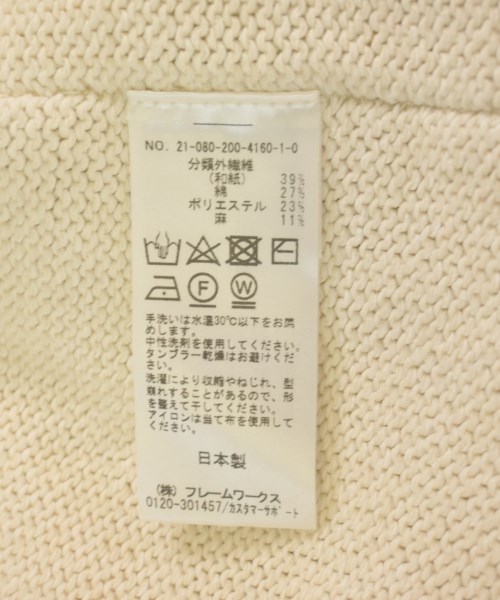 NO. 21-080-200-4160-1-0
分類外繊維
(和紙) 39%
綿 27%
ポリエステル 23%
麻 11%
F W
手洗いは水温30℃以下をお薦
めします。
中性洗剤を使用してください。
タンブラー乾燥はお避けくださ
い。
洗濯により収縮やねじれ、型
崩れすることがあるので、形
を整えて干してください。
アイロンは当て布を使用して
ください。
日本製
(株) フレームワークス
0120-301457/カスタマーサポート